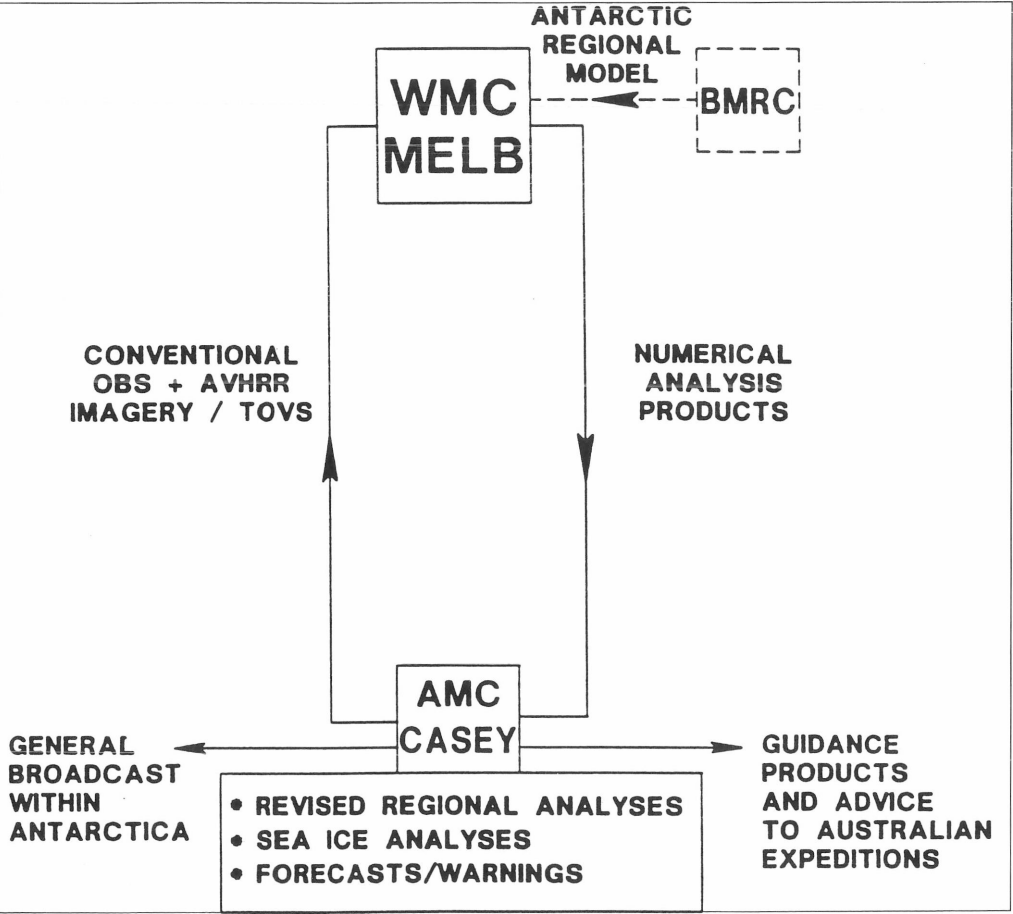 ANTARCTIC
REGIONAL
MODEL
WMC
MELB
BMRC
CONVENTIONAL
OBS + AVHRR
IMAGERY / TOVS
NUMERICAL
ANALYSIS
PRODUCTS
AMC
CASEY
GENERAL
BROADCAST
WITHIN
ANTARCTICA
GUIDANCE
PRODUCTS
AND ADVICE
TO AUSTRALIAN
EXPEDITIONS
• REVISED REGIONAL ANALYSES
• SEA ICE ANALYSES
• FORECASTS/WARNINGS